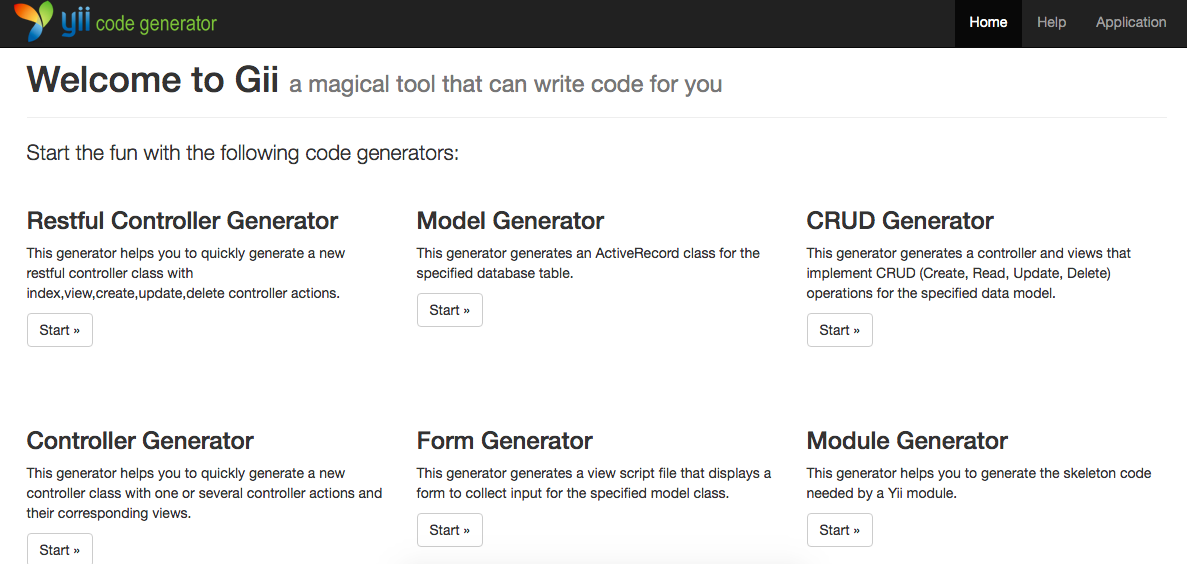 yii code generator
Home
Help
Application
Welcome to Gii a magical tool that can write code for you
Start the fun with the following code generators:
Restful Controller Generator
This generator helps you to quickly generate a new
restful controller class with
index,view,create,update,delete controller actions.
Start »
Model Generator
This generator generates an ActiveRecord class for the
specified database table.
Start »
CRUD Generator
This generator generates a controller and views that
implement CRUD (Create, Read, Update, Delete)
operations for the specified data model.
Start »
Controller Generator
This generator helps you to quickly generate a new
controller class with one or several controller actions and
their corresponding views.
Start »
Form Generator
This generator generates a view script file that displays a
form to collect input for the specified model class.
Start »
Module Generator
This generator helps you to generate the skeleton code
needed by a Yii module.
Start »